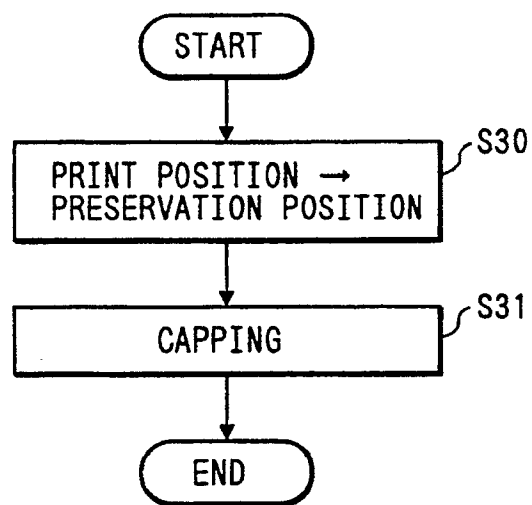 START
S30
PRINT POSITION →
PRESERVATION POSITION
S31
CAPPING
END